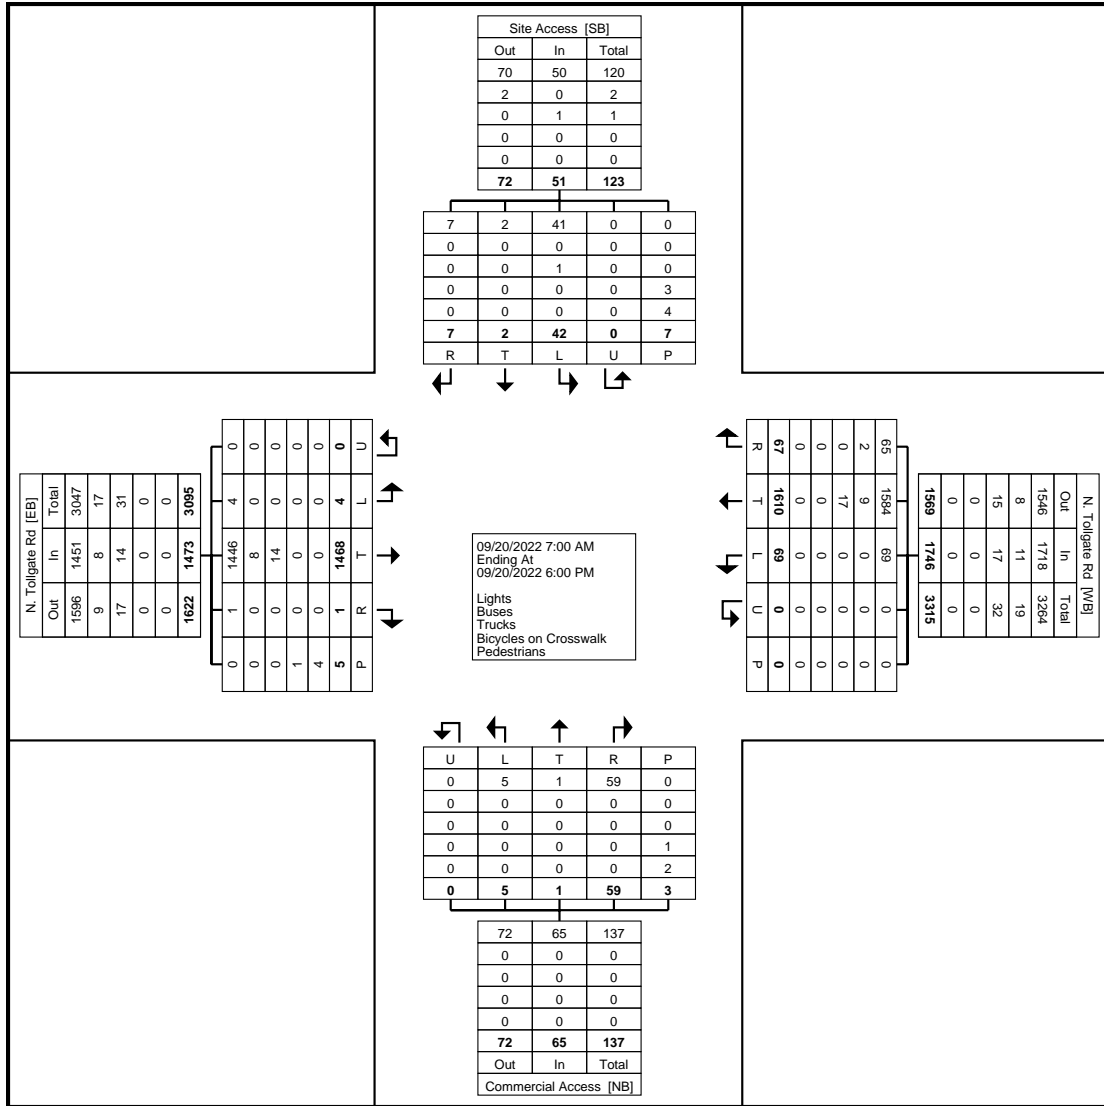 Site Access [SB]
Out In Total
70 50 120
2 0 2
0 1 1
0 0 0
0 0 0
72 51 123
7 2 41 0 0
0 0 0 0 0
0 0 1 0 0
0 0 0 0 3
0 0 0 0 4
7 2 42 0 7
R T L U P
N. Tollgate Rd [EB]
Out In Total
1596 1451 3047
9 8 17
17 14 31
0 0 0
0 0 0
1622 1473 3095
0 1 1446 4 0
0 0 8 0 0
0 0 14 0 0
1 0 0 0 0
4 0 0 0 0
5 1 1468 4 0
P R T L U
09/20/2022 7:00 AM
Ending At
09/20/2022 6:00 PM
Lights
Buses
Trucks
Bicycles on Crosswalk
Pedestrians
N. Tollgate Rd [WB]
Out In Total
1546 1718 3264
8 11 19
15 17 32
0 0 0
0 0 0
1569 1746 3315
65 1584 69 0 0
2 9 0 0 0
0 17 0 0 0
0 0 0 0 0
0 0 0 0 0
67 1610 69 0 0
R T L U P
U L T R P
0 5 1 59 0
0 0 0 0 0
0 0 0 0 0
0 0 0 0 1
0 0 0 0 2
0 5 1 59 3
72 65 137
0 0 0
0 0 0
0 0 0
0 0 0
72 65 137
Out In Total
Commercial Access [NB]